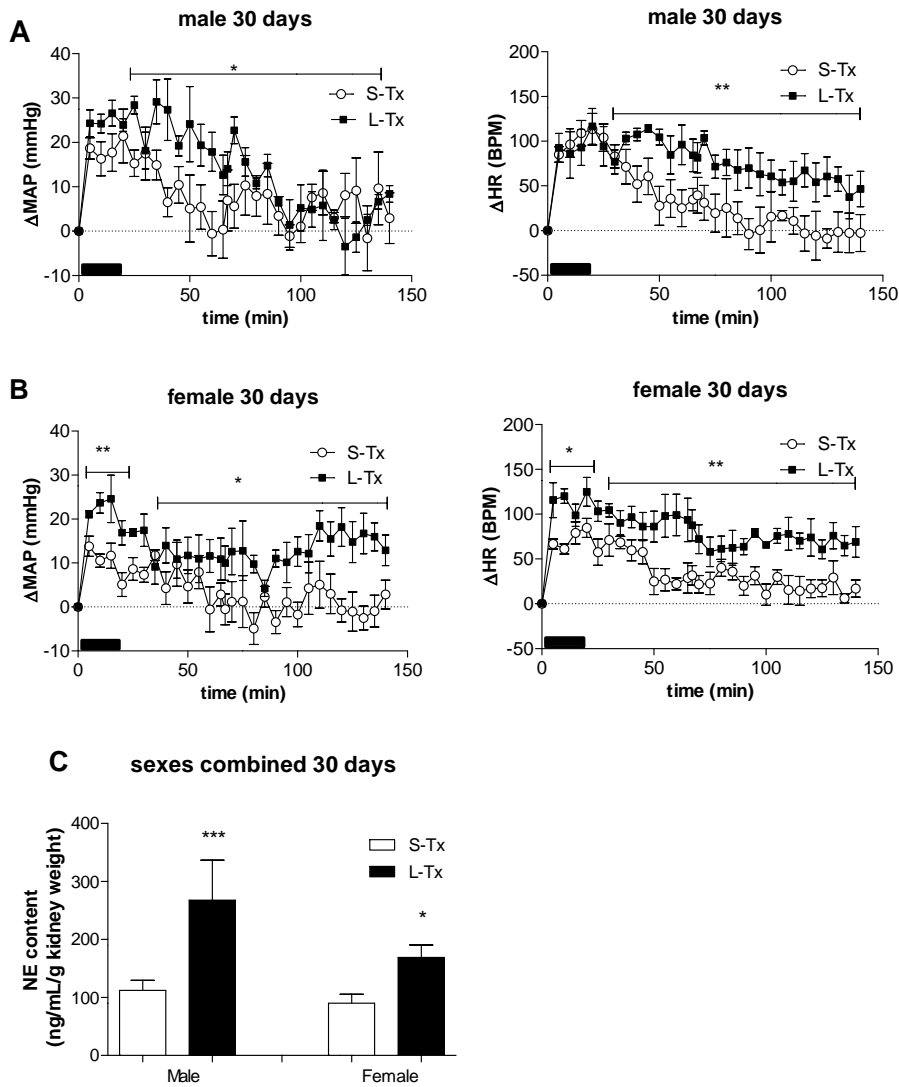 A
male 30 days
40
30
20
10
0
-10
ΔMAP (mmHg)
*
S-Tx
L-Tx
0
50
100
150
time (min)
male 30 days
200
150
100
50
0
-50
ΔHR (BPM)
**
S-Tx
L-Tx
0
50
100
150
time (min)
B
female 30 days
40
30
20
10
0
-10
ΔMAP (mmHg)
**
*
S-Tx
L-Tx
0
50
100
150
time (min)
female 30 days
200
150
100
50
0
-50
ΔHR (BPM)
*
**
S-Tx
L-Tx
0
50
100
150
time (min)
C
sexes combined 30 days
400
300
200
100
0
NE content
(ng/mL/g kidney weight)
***
*
S-Tx
L-Tx
Male
Female